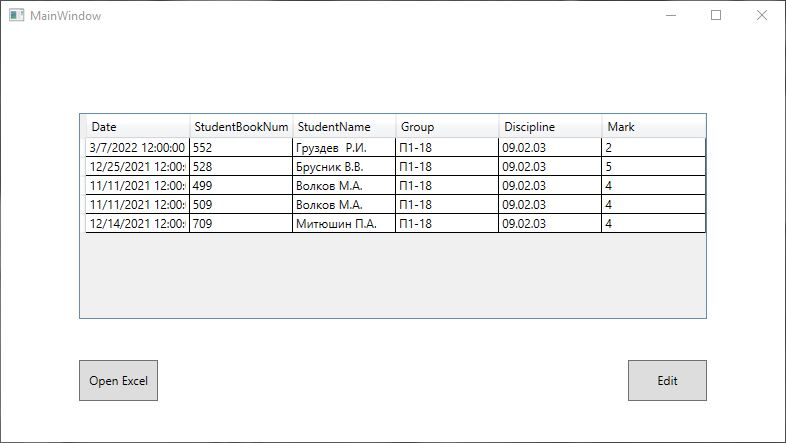 MainWindow
Date StudentBookNum StudentName Group Discipline Mark
3/7/2022 12:00:00 552 Груздев Р.И. П1-18 09.02.03 2
12/25/2021 12:00: 528 Брусник В.В. П1-18 09.02.03 5
11/11/2021 12:00: 499 Волков М.А. П1-18 09.02.03 4
11/11/2021 12:00: 509 Волков М.А. П1-18 09.02.03 4
12/14/2021 12:00: 709 Митюшин П.А. П1-18 09.02.03 4
Open Excel Edit